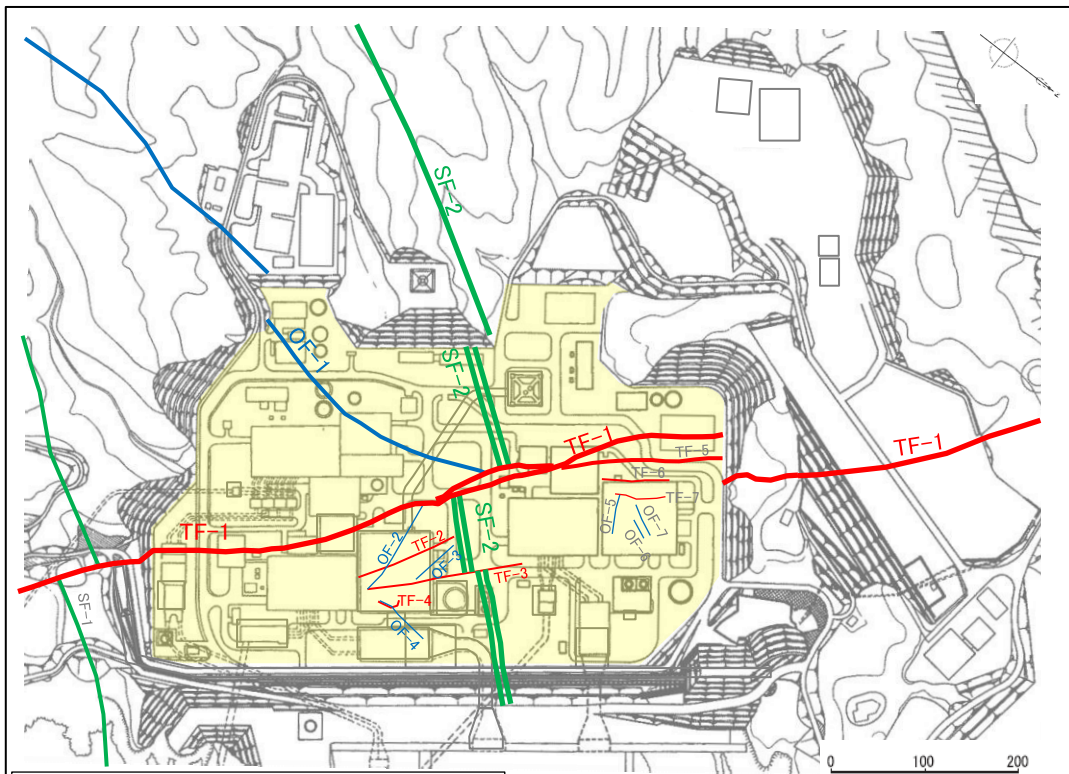 SF-2
OF-1
SF-2
TF-1
TF-5
TF-1
TF-6
TF-7
OF-5
OF-7
OF-6
SF-2
TF-1
OF-2
TF-2
OF-3
TF-3
TF-4
OF-4
SF-1
0 100 200